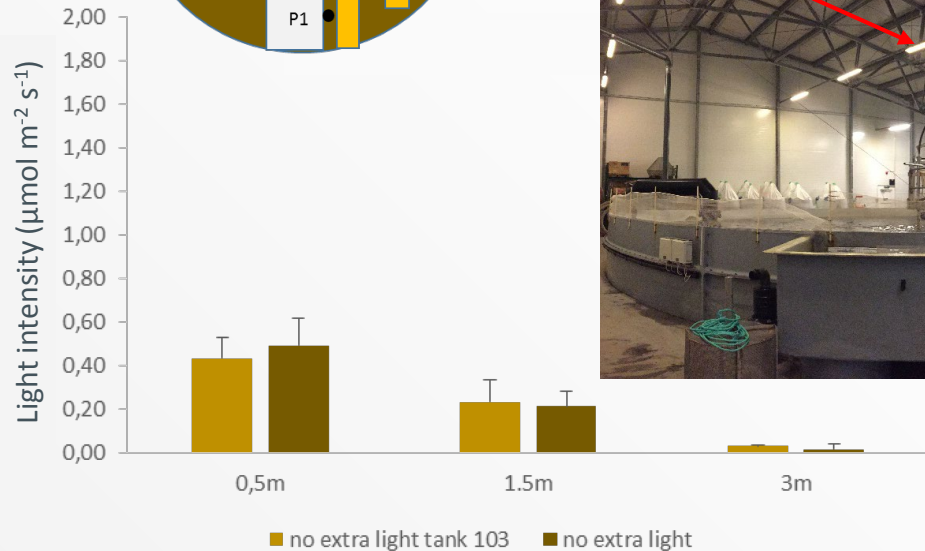 P1
Light intensity (µmol m⁻² s⁻¹)
2,00
1,80
1,60
1,40
1,20
1,00
0,80
0,60
0,40
0,20
0,00
0,5m
1.5m
3m
no extra light tank 103
no extra light